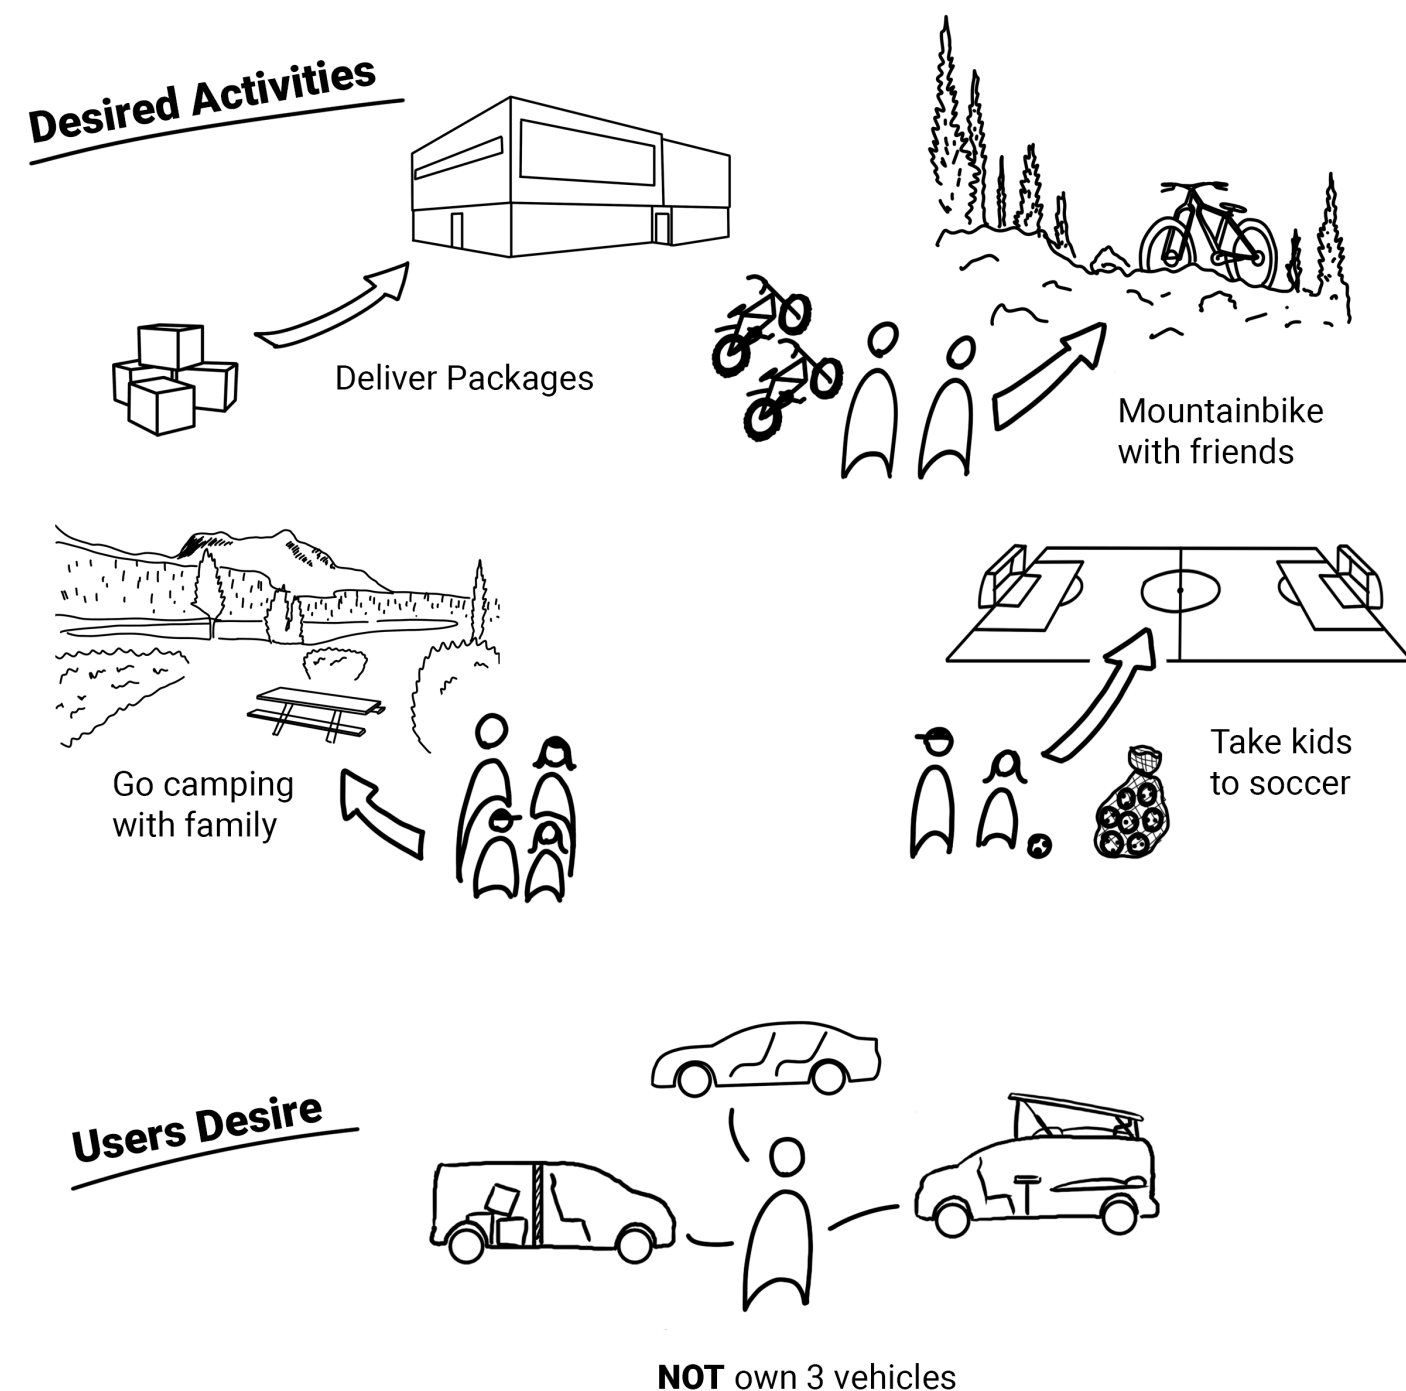 Desired Activities
Deliver Packages
Mountainbike
with friends
Go camping
with family
Take kids
to soccer
Users Desire
NOT own 3 vehicles